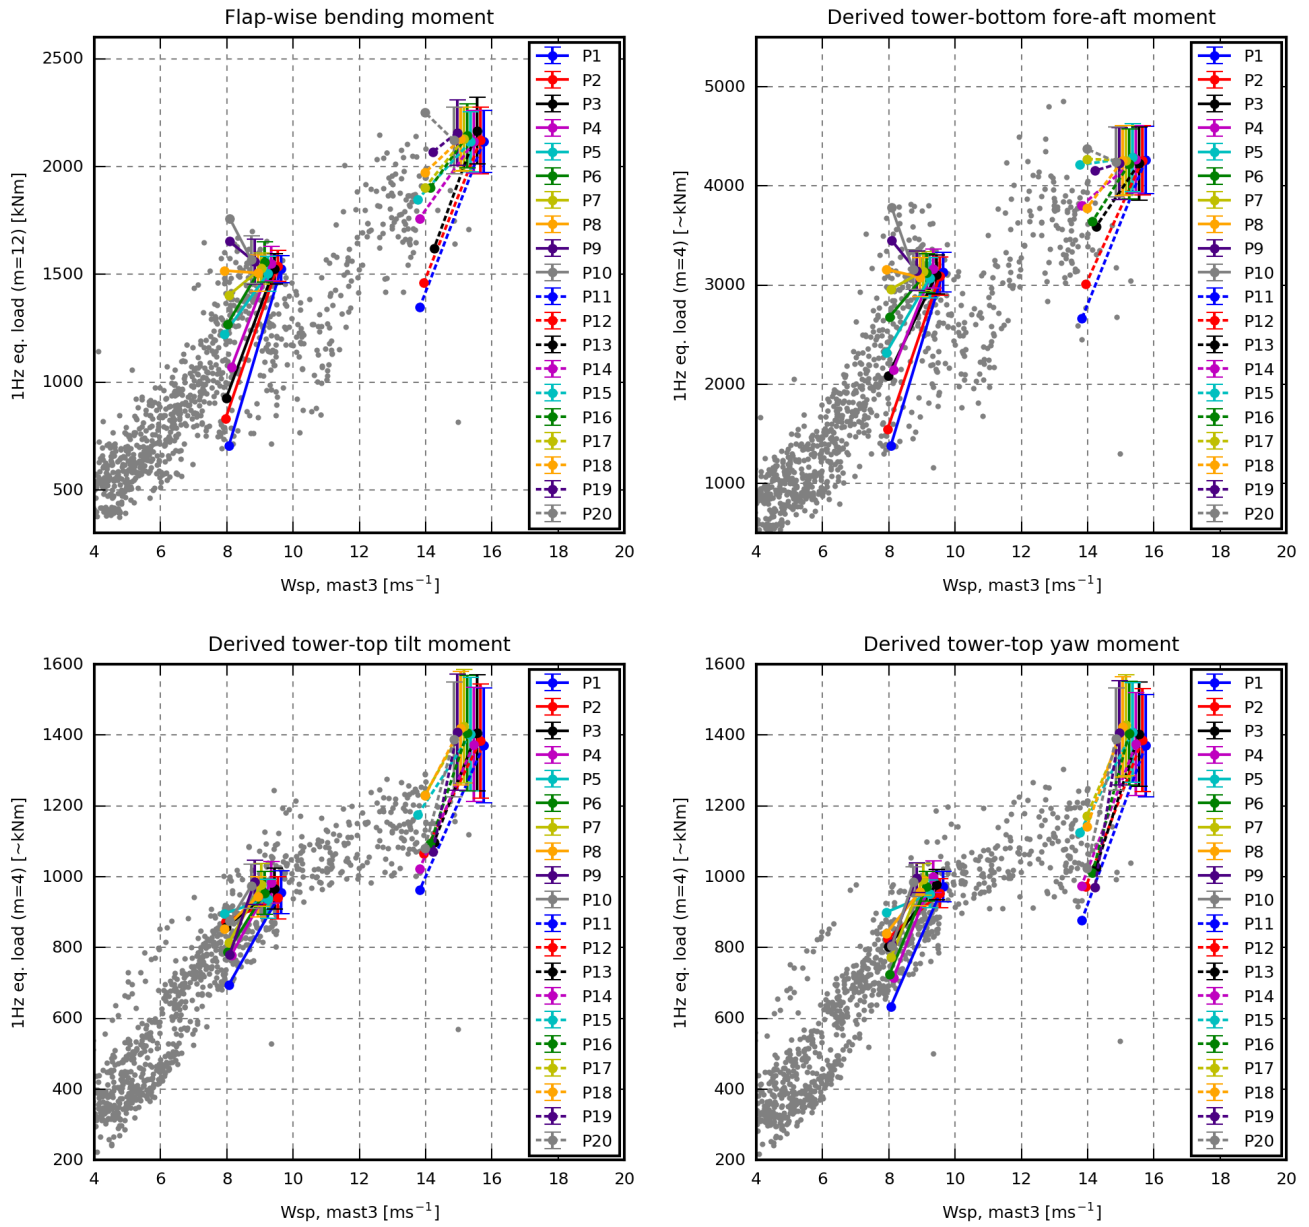 Flap-wise bending moment
1Hz eq. load (m=12) [kNm]
2500
2000
1500
1000
500
4 6 8 10 12 14 16 18 20
Wsp, mast3 [ms⁻¹]
P1
P2
P3
P4
P5
P6
P7
P8
P9
P10
P11
P12
P13
P14
P15
P16
P17
P18
P19
P20
Derived tower-bottom fore-aft moment
1Hz eq. load (m=4) [~kNm]
5000
4000
3000
2000
1000
4 6 8 10 12 14 16 18 20
Wsp, mast3 [ms⁻¹]
P1
P2
P3
P4
P5
P6
P7
P8
P9
P10
P11
P12
P13
P14
P15
P16
P17
P18
P19
P20
Derived tower-top tilt moment
1Hz eq. load (m=4) [~kNm]
1600
1400
1200
1000
800
600
400
200
4 6 8 10 12 14 16 18 20
Wsp, mast3 [ms⁻¹]
P1
P2
P3
P4
P5
P6
P7
P8
P9
P10
P11
P12
P13
P14
P15
P16
P17
P18
P19
P20
Derived tower-top yaw moment
1Hz eq. load (m=4) [~kNm]
1600
1400
1200
1000
800
600
400
200
4 6 8 10 12 14 16 18 20
Wsp, mast3 [ms⁻¹]
P1
P2
P3
P4
P5
P6
P7
P8
P9
P10
P11
P12
P13
P14
P15
P16
P17
P18
P19
P20